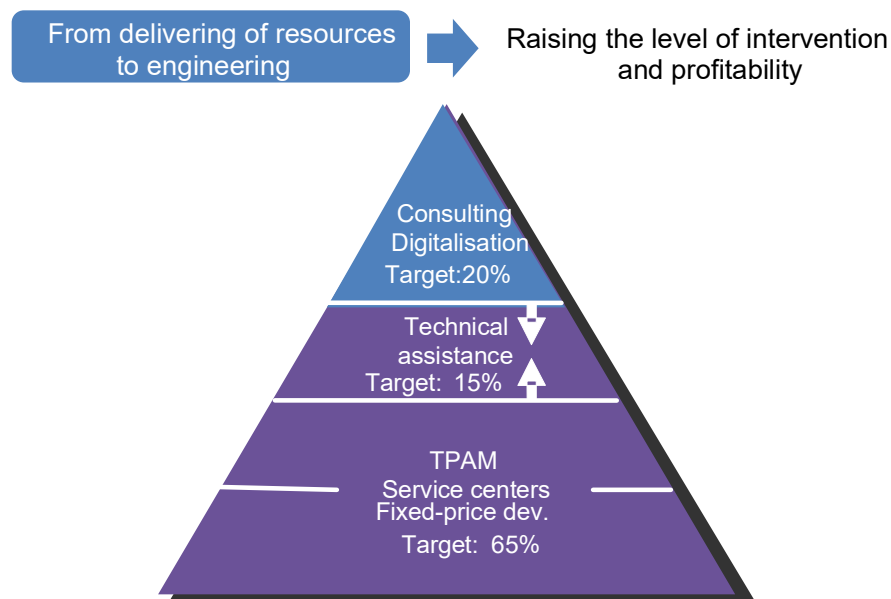 From delivering of resources
to engineering
Raising the level of intervention
and profitability
Consulting
Digitalisation
Target:20%
Technical
assistance
Target: 15%
TPAM
Service centers
Fixed-price dev.
Target: 65%